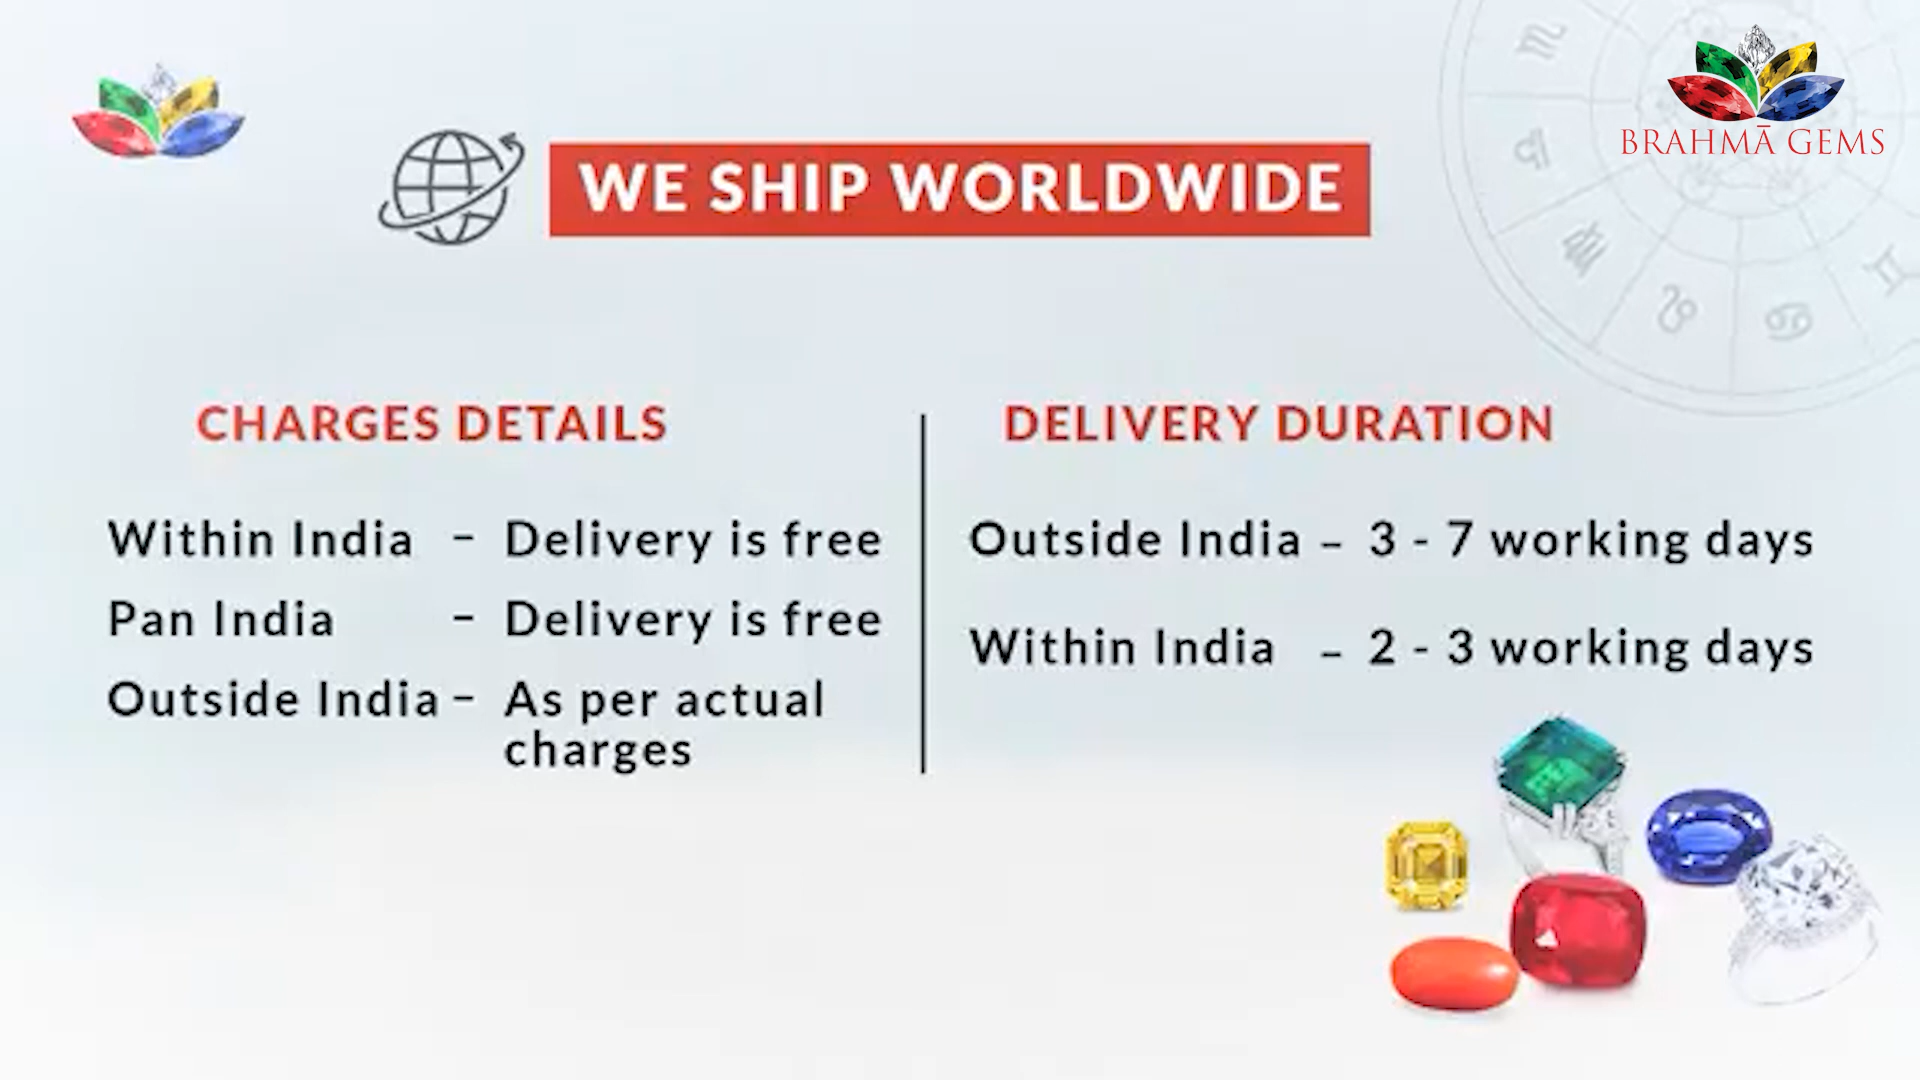 BRAHMĀ GEMS
WE SHIP WORLDWIDE
CHARGES DETAILS
Within India – Delivery is free
Pan India – Delivery is free
Outside India – As per actual
charges
DELIVERY DURATION
Outside India – 3 - 7 working days
Within India – 2 - 3 working days